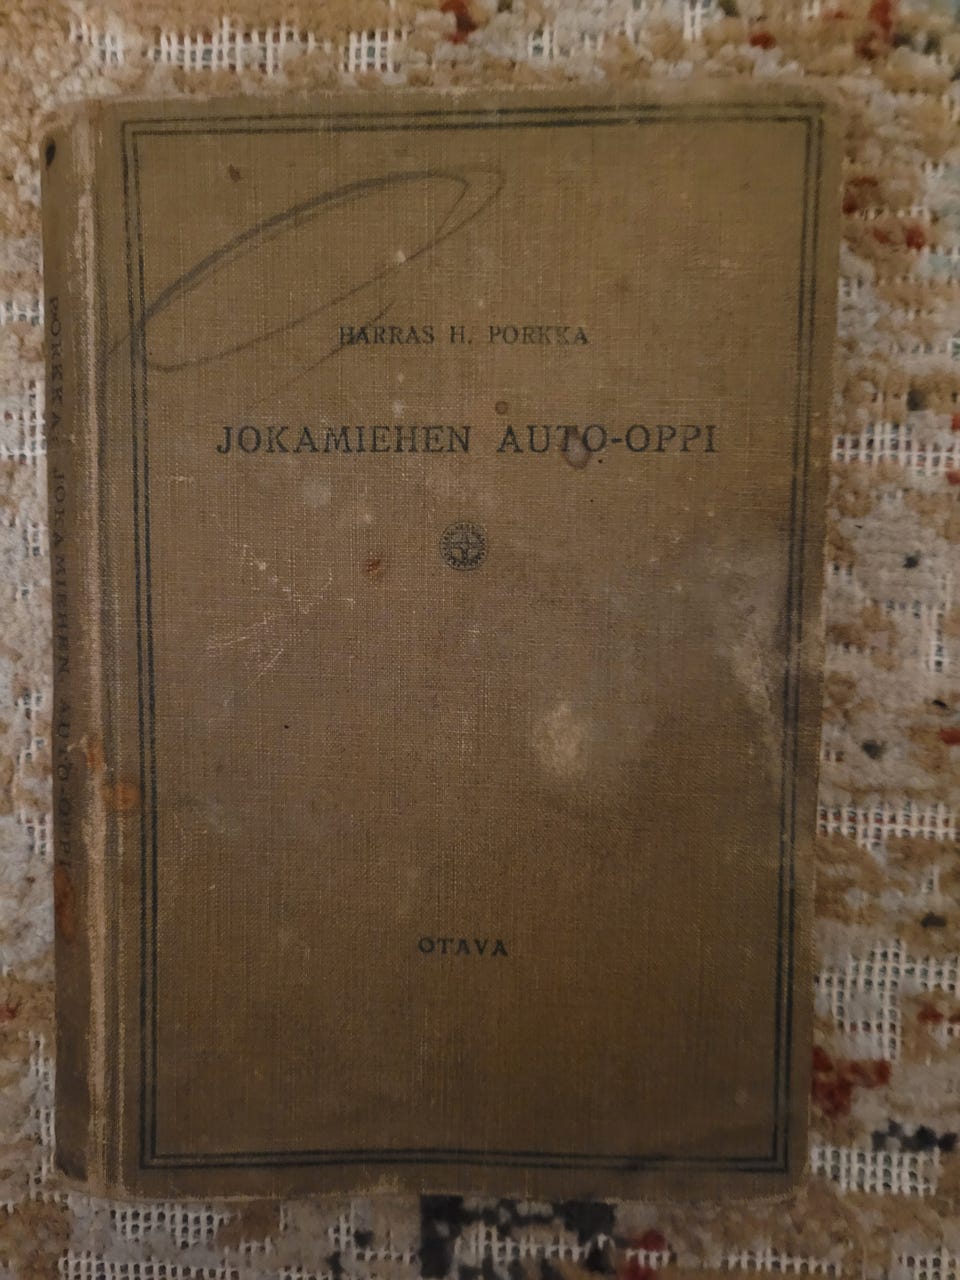 HARRAS H. PORKKA
JOKAMIEHEN AUTO-OPPI
OTAVA
PORKKA: JOKAMIEHEN AUTO-OPPI